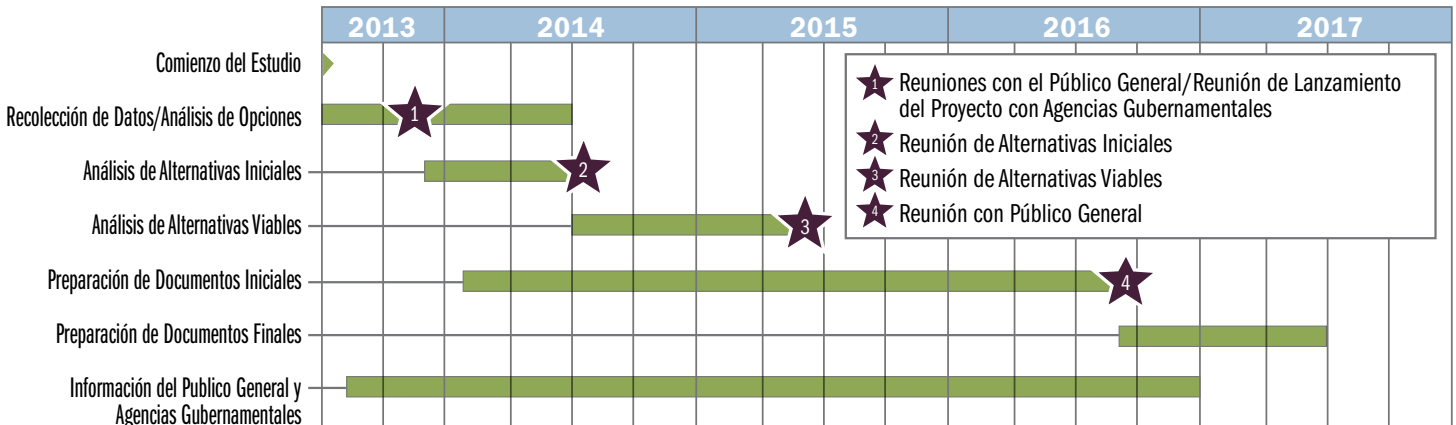 2013 2014 2015 2016 2017
Comienzo del Estudio
Recolección de Datos/Análisis de Opciones
Análisis de Alternativas Iniciales
Análisis de Alternativas Viables
Preparación de Documentos Iniciales
Preparación de Documentos Finales
Información del Publico General y
Agencias Gubernamentales
1
2
3
4
1 Reuniones con el Público General/Reunión de Lanzamiento
del Proyecto con Agencias Gubernamentales
2 Reunión de Alternativas Iniciales
3 Reunión de Alternativas Viables
4 Reunión con Público General